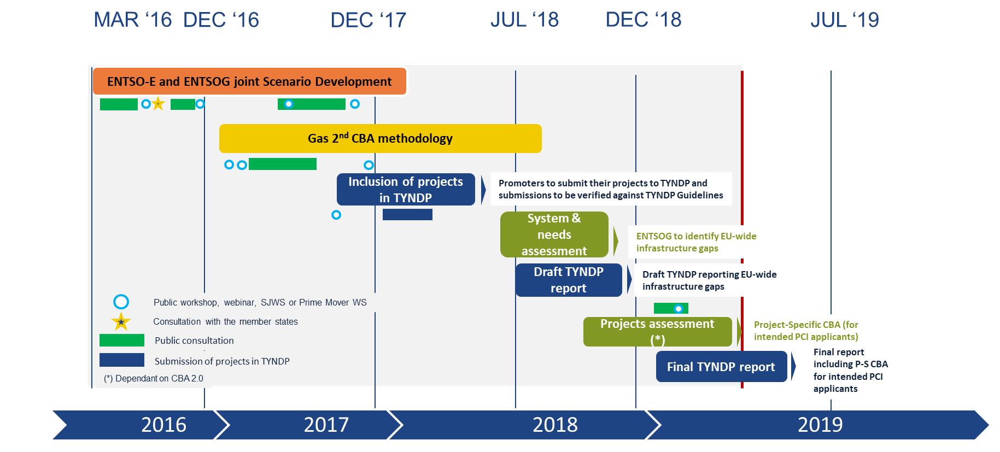 MAR ‘16 DEC ‘16 DEC ‘17 JUL ‘18 DEC ‘18 JUL ‘19
ENTSO-E and ENTSOG joint Scenario Development
Gas 2nd CBA methodology
Inclusion of projects
in TYNDP
Promoters to submit their projects to TYNDP and
submissions to be verified against TYNDP Guidelines
System &
needs
assessment
ENTSOG to identify EU-wide
infrastructure gaps
Draft TYNDP
report
Draft TYNDP reporting EU-wide
infrastructure gaps
Projects assessment
(*)
Project-Specific CBA (for
intended PCI applicants)
Final TYNDP report
Final report
including P-S CBA
for intended PCI
applicants
Public workshop, webinar, SJWS or Prime Mover WS
Consultation with the member states
Public consultation
Submission of projects in TYNDP
(*) Dependant on CBA 2.0
2016 2017 2018 2019